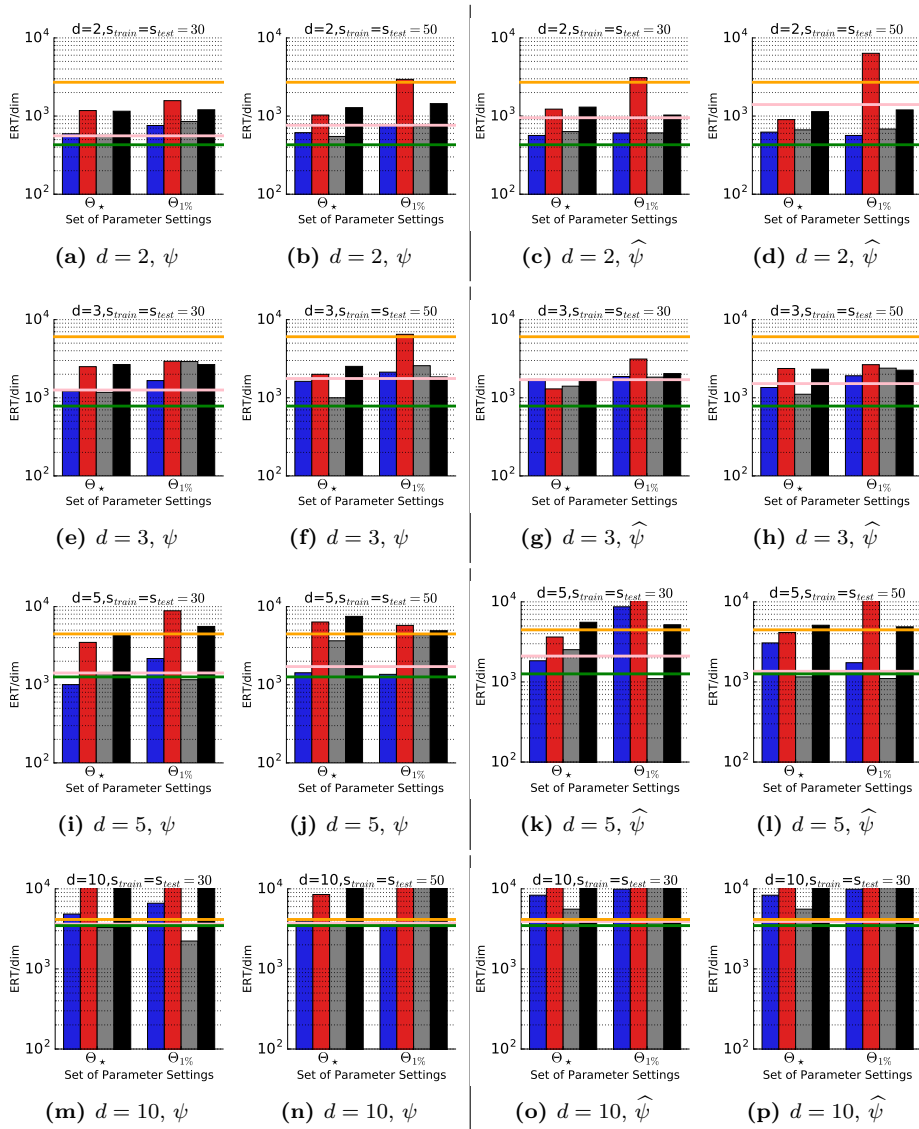 d=2,s_train=s_test=30
ERT/dim
10^4
10^3
10^2
Θ⋆ Θ1%
Set of Parameter Settings
(a) d = 2, ψ
d=2,s_train=s_test=50
ERT/dim
10^4
10^3
10^2
Θ⋆ Θ1%
Set of Parameter Settings
(b) d = 2, ψ
d=2,s_train=s_test=30
ERT/dim
10^4
10^3
10^2
Θ⋆ Θ1%
Set of Parameter Settings
(c) d = 2, ψ̂
d=2,s_train=s_test=50
ERT/dim
10^4
10^3
10^2
Θ⋆ Θ1%
Set of Parameter Settings
(d) d = 2, ψ̂
d=3,s_train=s_test=30
ERT/dim
10^4
10^3
10^2
Θ⋆ Θ1%
Set of Parameter Settings
(e) d = 3, ψ
d=3,s_train=s_test=50
ERT/dim
10^4
10^3
10^2
Θ⋆ Θ1%
Set of Parameter Settings
(f) d = 3, ψ
d=3,s_train=s_test=30
ERT/dim
10^4
10^3
10^2
Θ⋆ Θ1%
Set of Parameter Settings
(g) d = 3, ψ̂
d=3,s_train=s_test=50
ERT/dim
10^4
10^3
10^2
Θ⋆ Θ1%
Set of Parameter Settings
(h) d = 3, ψ̂
d=5,s_train=s_test=30
ERT/dim
10^4
10^3
10^2
Θ⋆ Θ1%
Set of Parameter Settings
(i) d = 5, ψ
d=5,s_train=s_test=50
ERT/dim
10^4
10^3
10^2
Θ⋆ Θ1%
Set of Parameter Settings
(j) d = 5, ψ
d=5,s_train=s_test=30
ERT/dim
10^4
10^3
10^2
Θ⋆ Θ1%
Set of Parameter Settings
(k) d = 5, ψ̂
d=5,s_train=s_test=50
ERT/dim
10^4
10^3
10^2
Θ⋆ Θ1%
Set of Parameter Settings
(l) d = 5, ψ̂
d=10,s_train=s_test=30
ERT/dim
10^4
10^3
10^2
Θ⋆ Θ1%
Set of Parameter Settings
(m) d = 10, ψ
d=10,s_train=s_test=50
ERT/dim
10^4
10^3
10^2
Θ⋆ Θ1%
Set of Parameter Settings
(n) d = 10, ψ
d=10,s_train=s_test=30
ERT/dim
10^4
10^3
10^2
Θ⋆ Θ1%
Set of Parameter Settings
(o) d = 10, ψ̂
d=10,s_train=s_test=50
ERT/dim
10^4
10^3
10^2
Θ⋆ Θ1%
Set of Parameter Settings
(p) d = 10, ψ̂